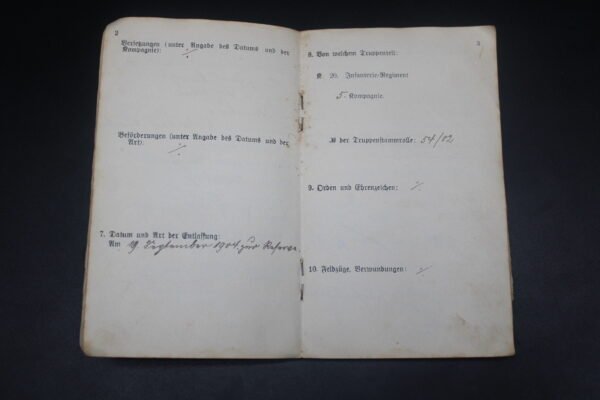 2
Versetzungen (unter Angabe des Datums und der
Kompagnie): ./.
Beförderungen (unter Angabe des Datums und der
Art): ./.
7. Datum und Art der Entlassung:
Am 19. September 1904 zur Reserve.
3
8. Von welchem Truppenteil:
K. 20. Infanterie-Regiment
5. Kompagnie.
№ der Truppenstammrolle: 54/02
9. Orden und Ehrenzeichen: ./.
10. Feldzüge, Verwundungen: ./.